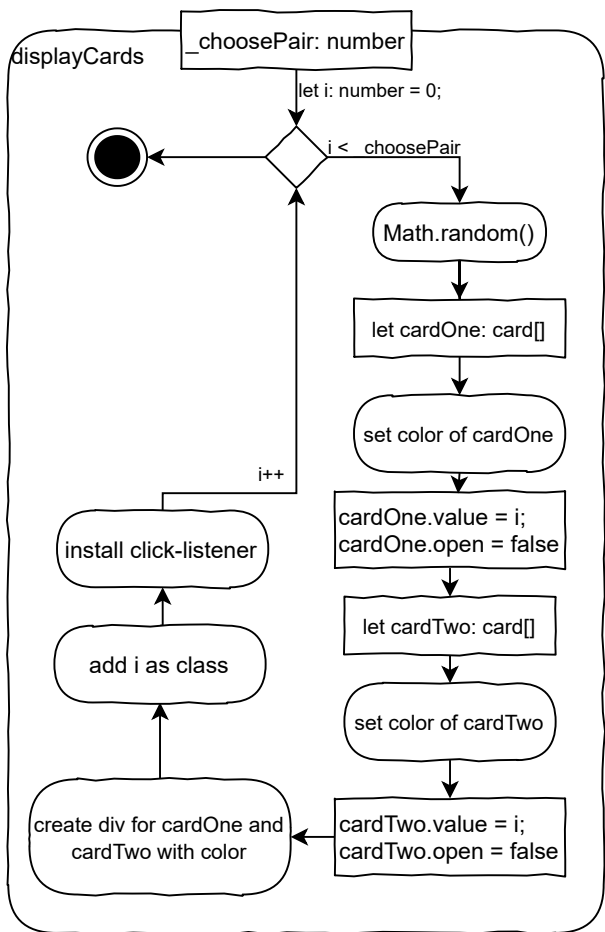 _choosePair: number
displayCards
let i: number = 0;
i < _choosePair
Math.random()
let cardOne: card[]
set color of cardOne
i++
cardOne.value = i;
cardOne.open = false
install click-listener
let cardTwo: card[]
add i as class
set color of cardTwo
create div for cardOne and
cardTwo with color
cardTwo.value = i;
cardTwo.open = false